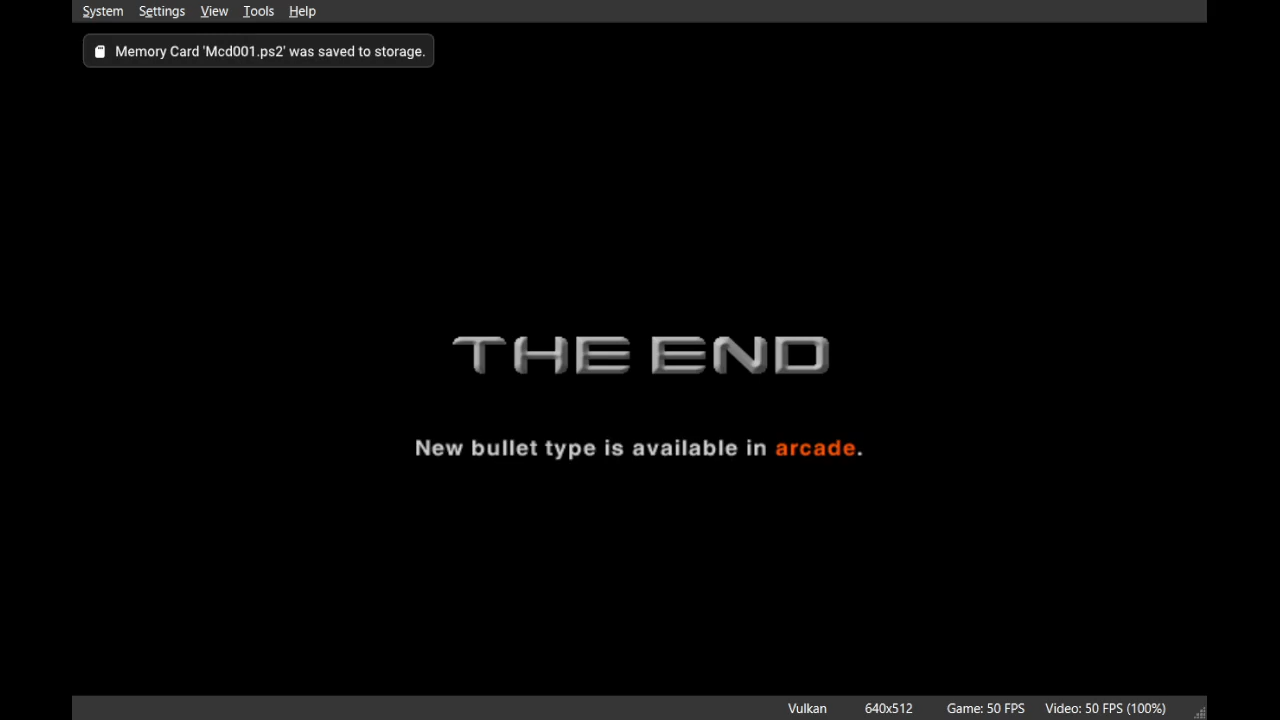 System Settings View Tools Help
Memory Card 'Mcd001.ps2' was saved to storage.
THE END
New bullet type is available in arcade.
Vulkan 640x512 Game: 50 FPS Video: 50 FPS (100%)